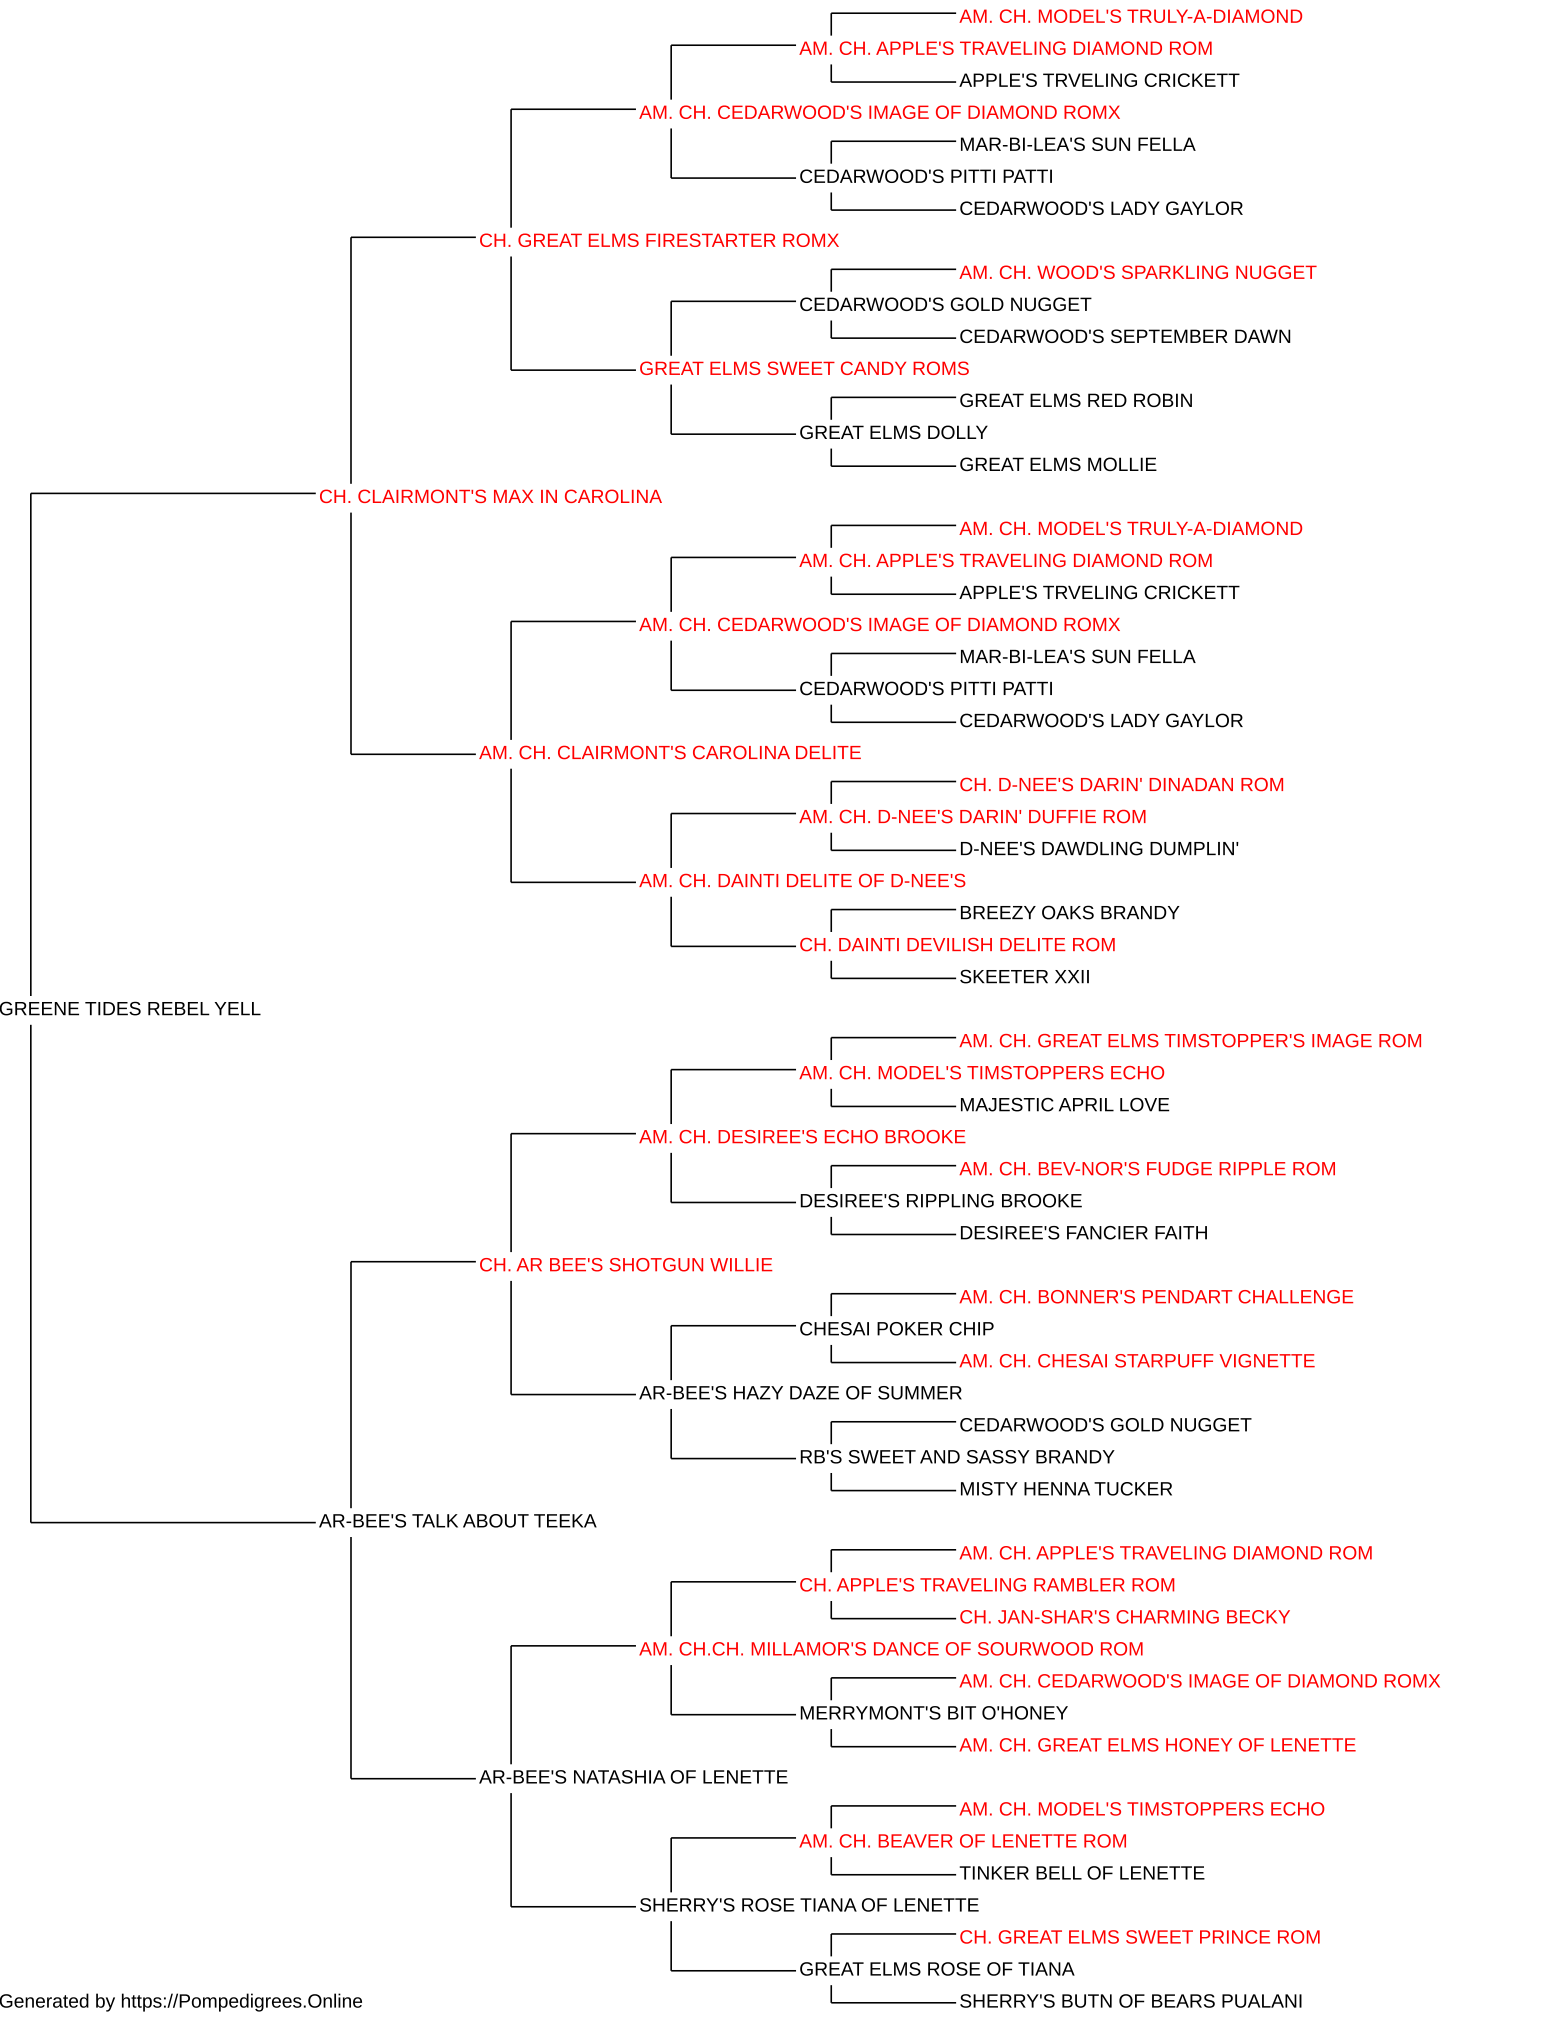 AM. CH. MODEL'S TRULY-A-DIAMOND
AM. CH. APPLE'S TRAVELING DIAMOND ROM
APPLE'S TRVELING CRICKETT
AM. CH. CEDARWOOD'S IMAGE OF DIAMOND ROMX
MAR-BI-LEA'S SUN FELLA
CEDARWOOD'S PITTI PATTI
CEDARWOOD'S LADY GAYLOR
CH. GREAT ELMS FIRESTARTER ROMX
AM. CH. WOOD'S SPARKLING NUGGET
CEDARWOOD'S GOLD NUGGET
CEDARWOOD'S SEPTEMBER DAWN
GREAT ELMS SWEET CANDY ROMS
GREAT ELMS RED ROBIN
GREAT ELMS DOLLY
GREAT ELMS MOLLIE
CH. CLAIRMONT'S MAX IN CAROLINA
AM. CH. MODEL'S TRULY-A-DIAMOND
AM. CH. APPLE'S TRAVELING DIAMOND ROM
APPLE'S TRVELING CRICKETT
AM. CH. CEDARWOOD'S IMAGE OF DIAMOND ROMX
MAR-BI-LEA'S SUN FELLA
CEDARWOOD'S PITTI PATTI
CEDARWOOD'S LADY GAYLOR
AM. CH. CLAIRMONT'S CAROLINA DELITE
CH. D-NEE'S DARIN' DINADAN ROM
AM. CH. D-NEE'S DARIN' DUFFIE ROM
D-NEE'S DAWDLING DUMPLIN'
AM. CH. DAINTI DELITE OF D-NEE'S
BREEZY OAKS BRANDY
CH. DAINTI DEVILISH DELITE ROM
SKEETER XXII
GREENE TIDES REBEL YELL
AM. CH. GREAT ELMS TIMSTOPPER'S IMAGE ROM
AM. CH. MODEL'S TIMSTOPPERS ECHO
MAJESTIC APRIL LOVE
AM. CH. DESIREE'S ECHO BROOKE
AM. CH. BEV-NOR'S FUDGE RIPPLE ROM
DESIREE'S RIPPLING BROOKE
DESIREE'S FANCIER FAITH
CH. AR BEE'S SHOTGUN WILLIE
AM. CH. BONNER'S PENDART CHALLENGE
CHESAI POKER CHIP
AM. CH. CHESAI STARPUFF VIGNETTE
AR-BEE'S HAZY DAZE OF SUMMER
CEDARWOOD'S GOLD NUGGET
RB'S SWEET AND SASSY BRANDY
MISTY HENNA TUCKER
AR-BEE'S TALK ABOUT TEEKA
AM. CH. APPLE'S TRAVELING DIAMOND ROM
CH. APPLE'S TRAVELING RAMBLER ROM
CH. JAN-SHAR'S CHARMING BECKY
AM. CH.CH. MILLAMOR'S DANCE OF SOURWOOD ROM
AM. CH. CEDARWOOD'S IMAGE OF DIAMOND ROMX
MERRYMONT'S BIT O'HONEY
AM. CH. GREAT ELMS HONEY OF LENETTE
AR-BEE'S NATASHIA OF LENETTE
AM. CH. MODEL'S TIMSTOPPERS ECHO
AM. CH. BEAVER OF LENETTE ROM
TINKER BELL OF LENETTE
SHERRY'S ROSE TIANA OF LENETTE
CH. GREAT ELMS SWEET PRINCE ROM
GREAT ELMS ROSE OF TIANA
SHERRY'S BUTN OF BEARS PUALANI
Generated by https://Pompedigrees.Online